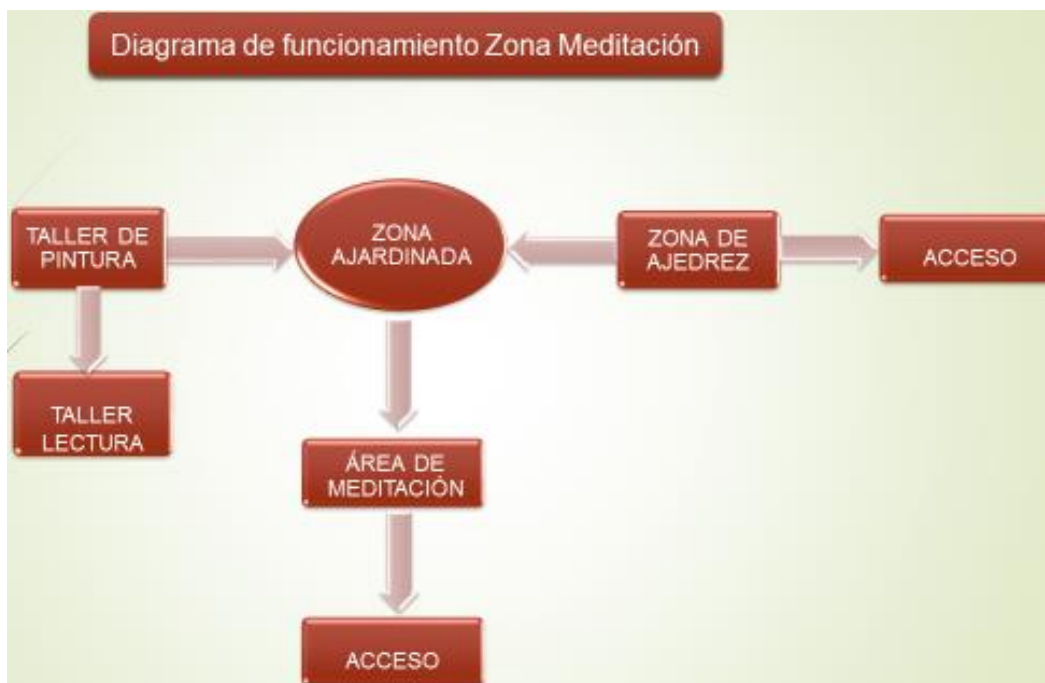 Diagrama de funcionamiento Zona Meditación
TALLER DE
PINTURA
ZONA
AJARDINADA
ZONA DE
AJEDREZ
ACCESO
TALLER
LECTURA
ÁREA DE
MEDITACIÓN
ACCESO